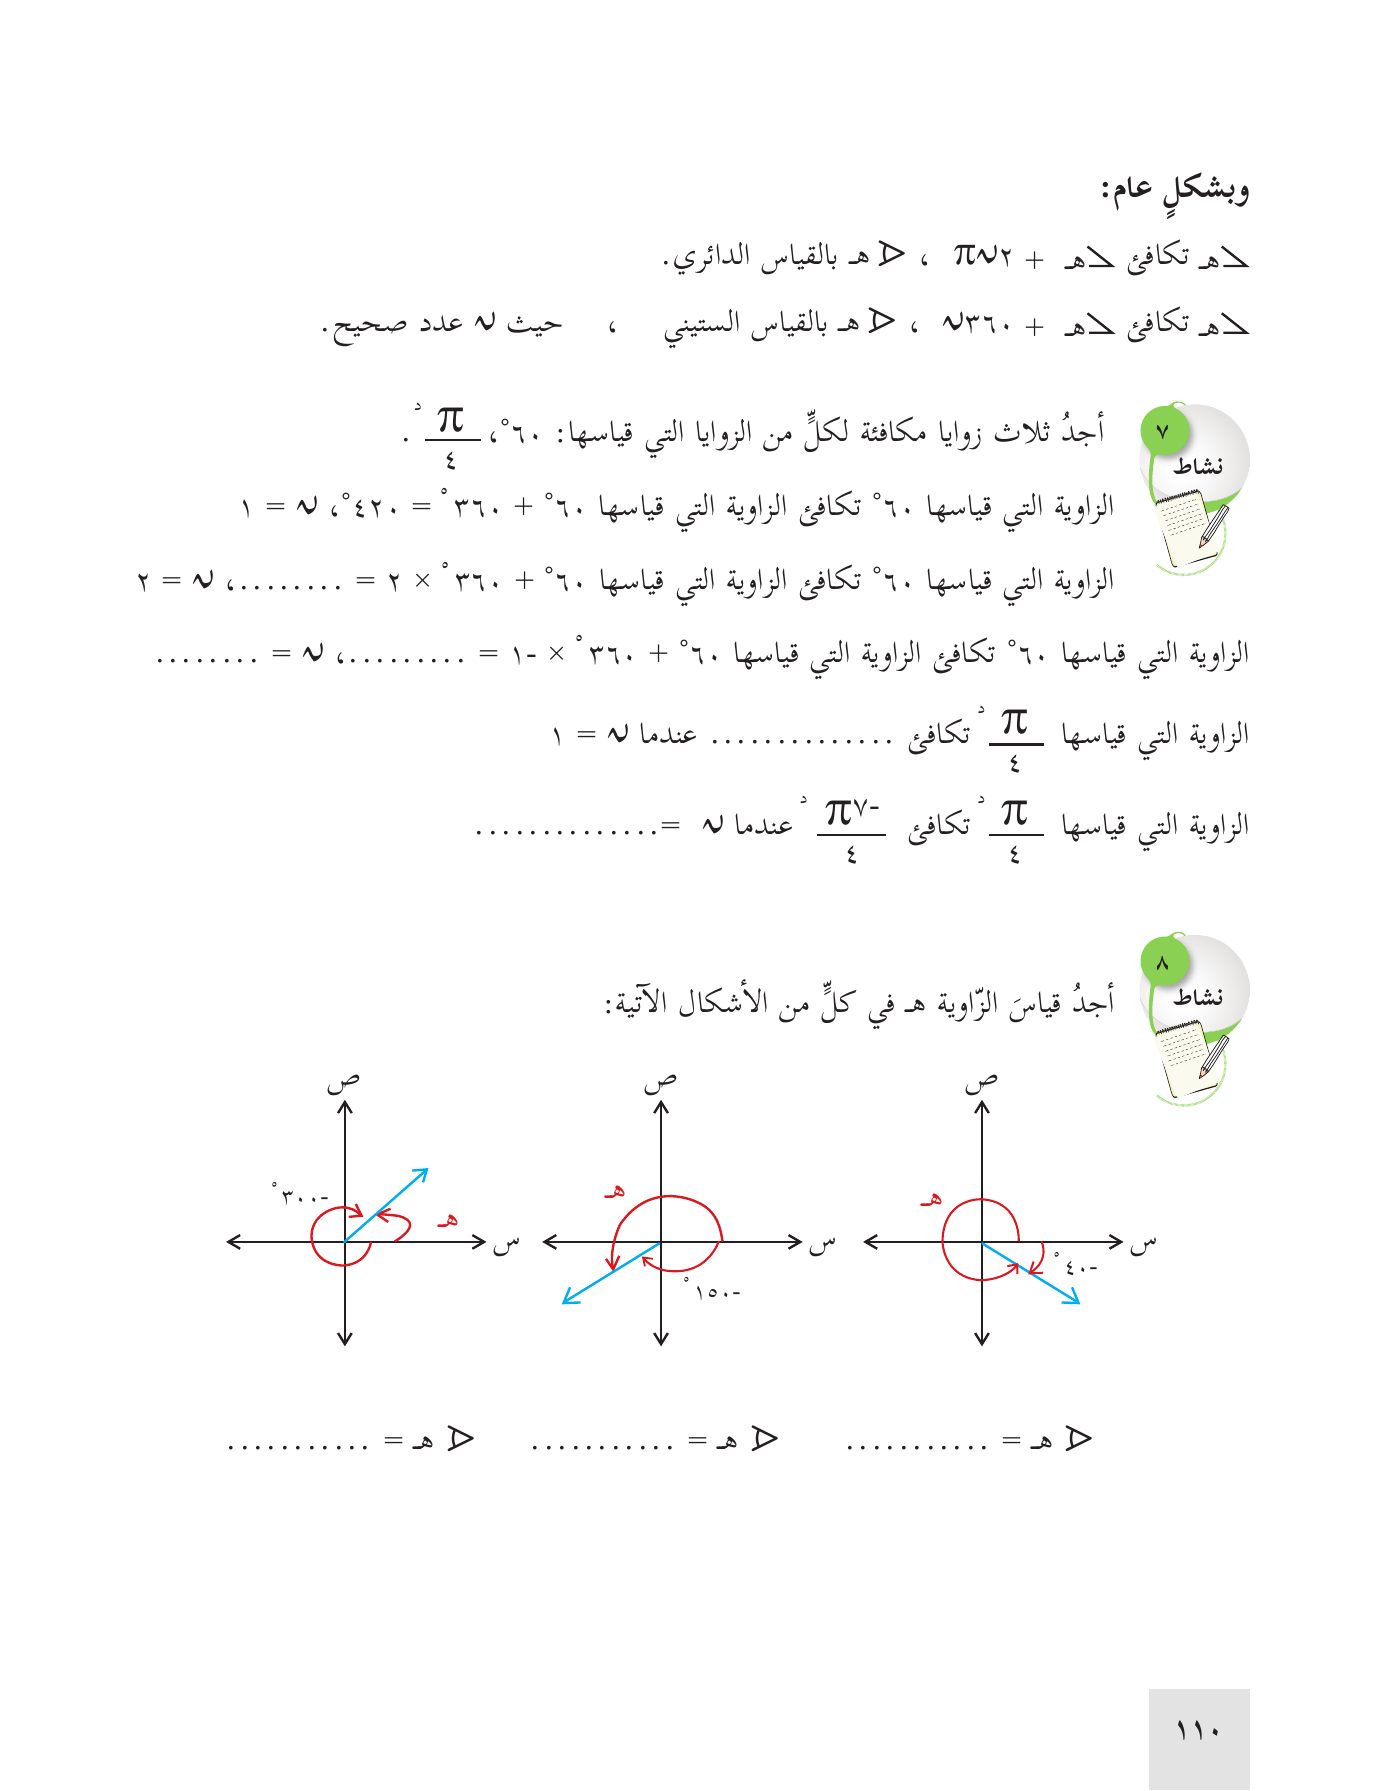 وبشكلٍ عام:
∠هـ تكافئ ∠هـ + ٢نπ ، ∢ هـ بالقياس الدائري.
∠هـ تكافئ ∠هـ + ٣٦٠ن ، ∢ هـ بالقياس الستيني ، حيث ن عدد صحيح.
نشاط ٧
أجدُ ثلاث زوايا مكافئة لكلٍّ من الزوايا التي قياسها: ٦٠°، π/٤ ᵈ .
الزاوية التي قياسها ٦٠° تكافئ الزاوية التي قياسها ٦٠° + ٣٦٠° = ٤٢٠°، ن = ١
الزاوية التي قياسها ٦٠° تكافئ الزاوية التي قياسها ٦٠° + ٣٦٠° × ٢ = ........، ن = ٢
الزاوية التي قياسها ٦٠° تكافئ الزاوية التي قياسها ٦٠° + ٣٦٠° × -١ = .........، ن = ........
الزاوية التي قياسها π/٤ د تكافئ .............. عندما ن = ١
الزاوية التي قياسها π/٤ د تكافئ -٧π/٤ د عندما ن =..............
نشاط ٨
أجدُ قياسَ الزّاوية هـ في كلٍّ من الأشكال الآتية:
ص ص ص
هـ -٤٠° س
هـ -١٥٠° س
هـ -٣٠٠° س
∢ هـ = ........... ∢ هـ = ........... ∢ هـ = ...........
١١٠